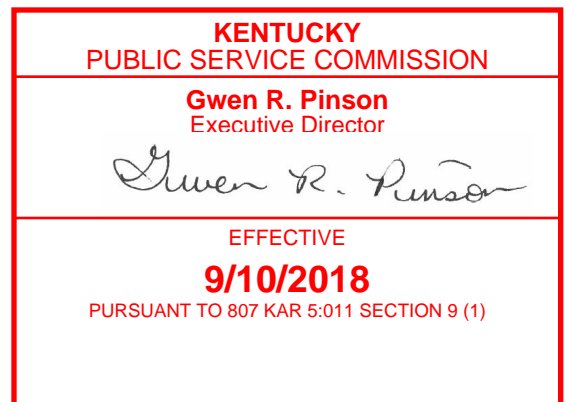 KENTUCKY
PUBLIC SERVICE COMMISSION
Gwen R. Pinson
Executive Director
Gwen R. Pinson
EFFECTIVE
9/10/2018
PURSUANT TO 807 KAR 5:011 SECTION 9 (1)